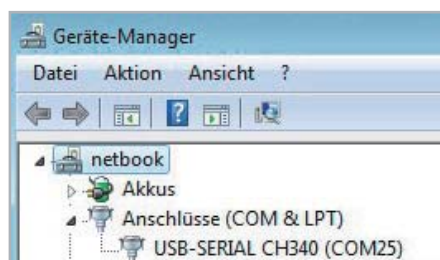 Geräte-Manager
Datei Aktion Ansicht ?
netbook
Akkus
Anschlüsse (COM & LPT)
USB-SERIAL CH340 (COM25)